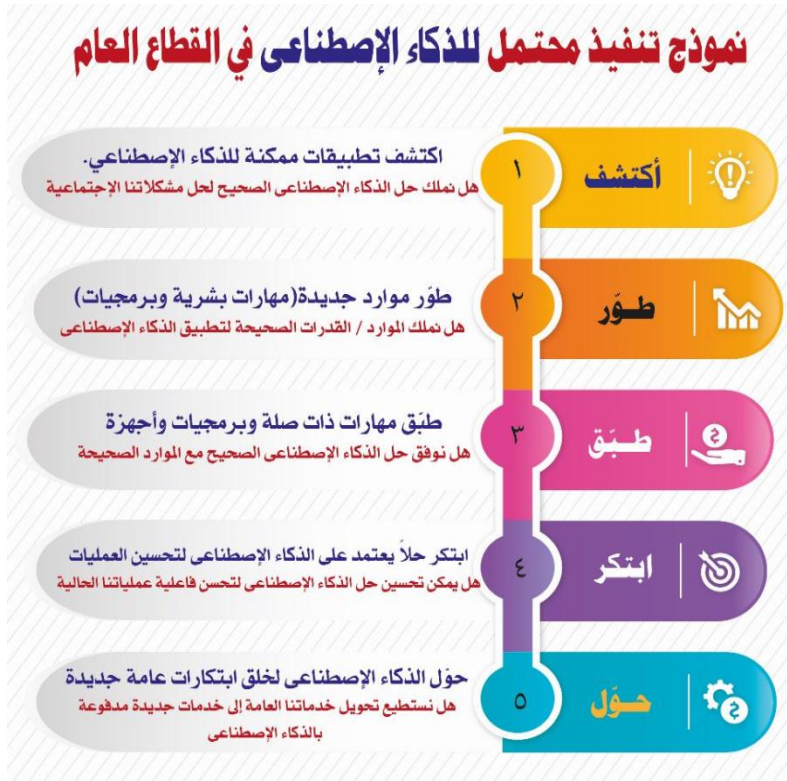 نموذج تنفيذ محتمل للذكاء الإصطناعى في القطاع العام
أكتشف
١
اكتشف تطبيقات ممكنة للذكاء الإصطناعي.
هل نملك حل الذكاء الإصطناعى الصحيح لحل مشكلاتنا الإجتماعية
طـوّر
٢
طوّر موارد جديدة(مهارات بشرية وبرمجيات)
هل نملك الموارد / القدرات الصحيحة لتطبيق الذكاء الإصطناعى
طـبّق
٣
طبّق مهارات ذات صلة وبرمجيات وأجهزة
هل نوفق حل الذكاء الإصطناعى الصحيح مع الموارد الصحيحة
ابتكر
٤
ابتكر حلاً يعتمد على الذكاء الإصطناعى لتحسين العمليات
هل يمكن تحسين حل الذكاء الإصطناعى لتحسن فاعلية عملياتنا الحالية
حـوّل
٥
حوّل الذكاء الإصطناعى لخلق ابتكارات عامة جديدة
هل نستطيع تحويل خدماتنا العامة إلى خدمات جديدة مدفوعة
بالذكاء الإصطناعى